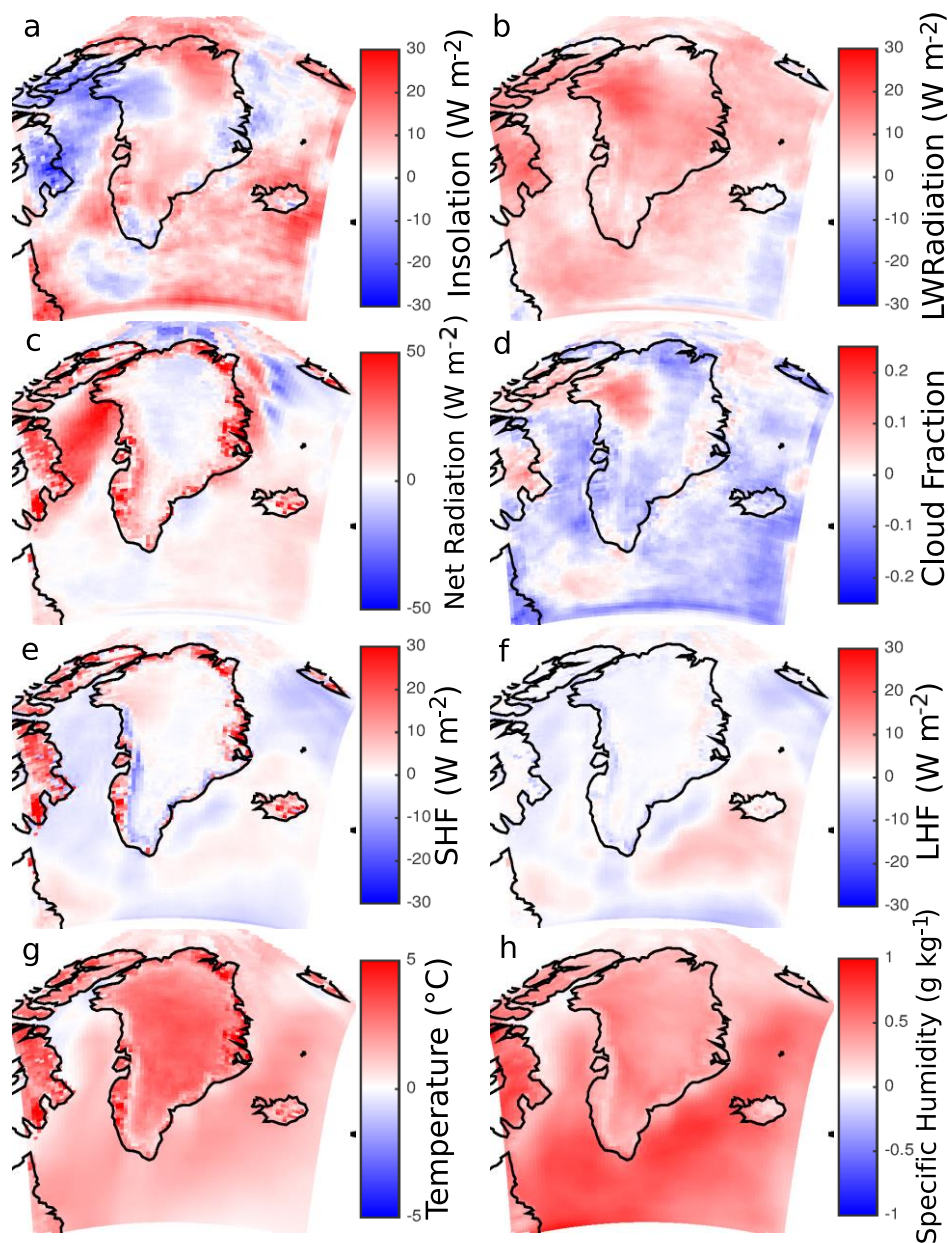 a
30
20
10
0
-10
-20
-30
Insolation (W m-2)
b
30
20
10
0
-10
-20
-30
LWRadiation (W m-2)
c
50
0
-50
Net Radiation (W m-2)
d
0.2
0.1
0
-0.1
-0.2
Cloud Fraction
e
30
20
10
0
-10
-20
-30
SHF (W m-2)
f
30
20
10
0
-10
-20
-30
LHF (W m-2)
g
5
0
-5
Temperature (°C)
h
1
0.5
0
-0.5
-1
Specific Humidity (g kg-1)